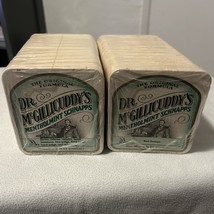 THE ORIGINAL
FORMULA
DR.
McGILLICUDDY'S
MENTHOLMINT SCHNAPPS
THE ORIGINAL
FORMULA
DR.
McGILLICUDDY'S
MENTHOLMINT SCHNAPPS